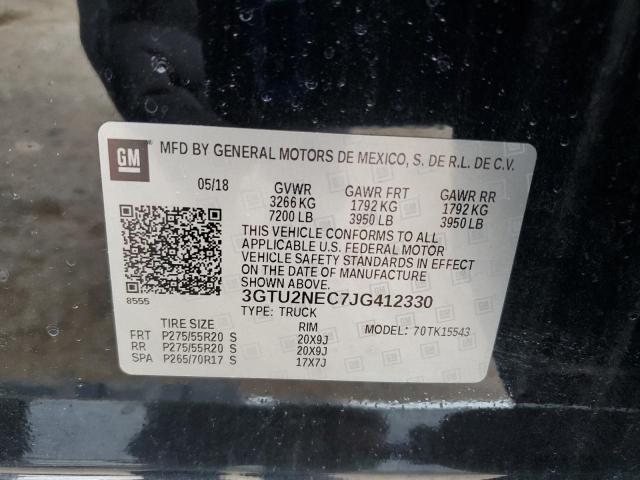 GM
MFD BY GENERAL MOTORS DE MEXICO, S. DE R.L. DE C.V.
05/18 GVWR GAWR FRT GAWR RR
3266 KG 1792 KG 1792 KG
7200 LB 3950 LB 3950 LB
THIS VEHICLE CONFORMS TO ALL
APPLICABLE U.S. FEDERAL MOTOR
VEHICLE SAFETY STANDARDS IN EFFECT
ON THE DATE OF MANUFACTURE SHOWN ABOVE.
8555 3GTU2NEC7JG412330
TYPE: TRUCK
TIRE SIZE RIM MODEL: 70TK15543
FRT P275/55R20 S 20X9J
RR P275/55R20 S 20X9J
SPA P265/70R17 S 17X7J